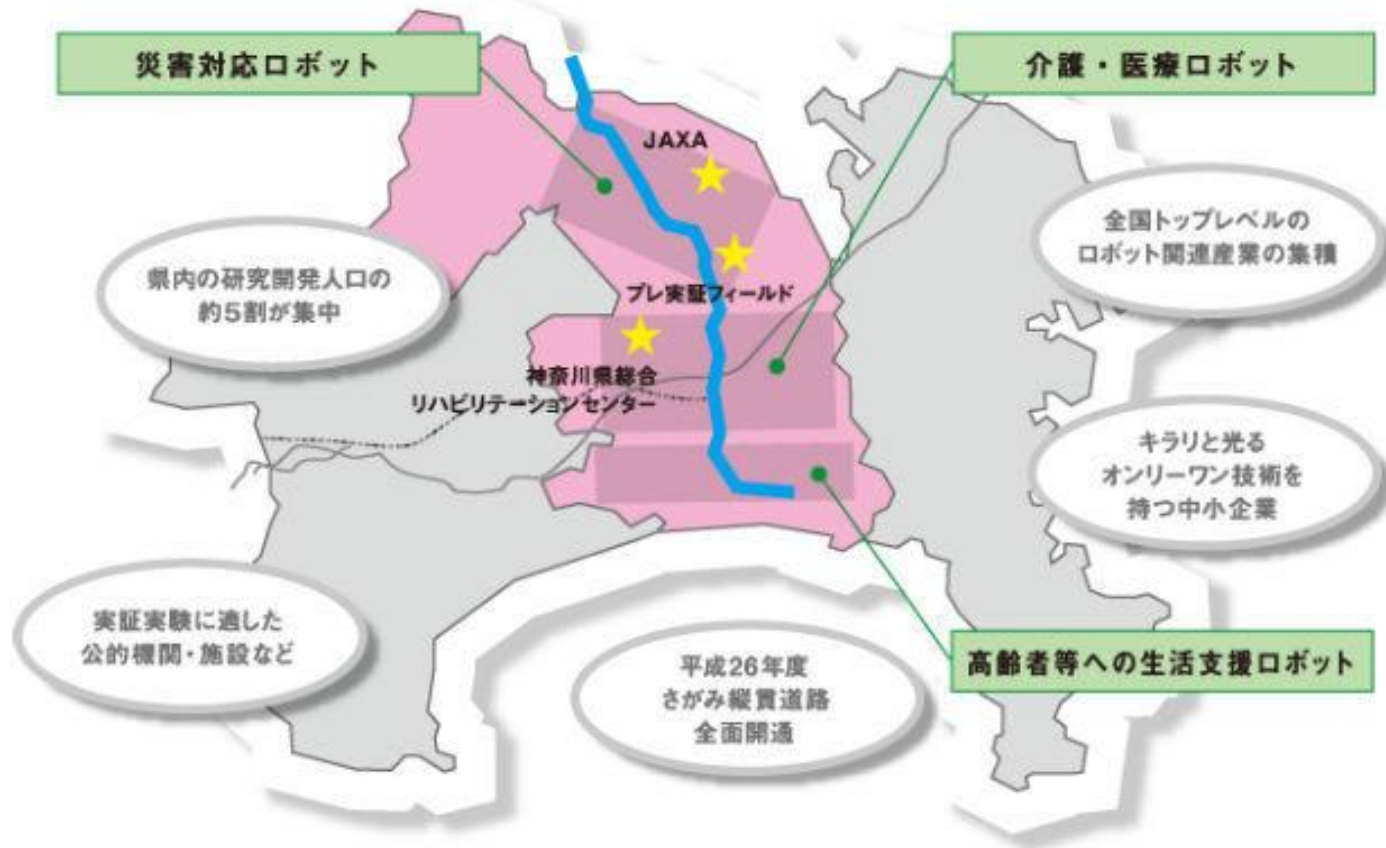 災害対応ロボット
介護・医療ロボット
JAXA
全国トップレベルの
ロボット関連産業の集積
県内の研究開発人口の
約5割が集中
プレ実証フィールド
神奈川県総合
リハビリテーションセンター
キラリと光る
オンリーワン技術を
持つ中小企業
実証実験に適した
公的機関・施設など
平成26年度
さがみ縦貫道路
全面開通
高齢者等への生活支援ロボット